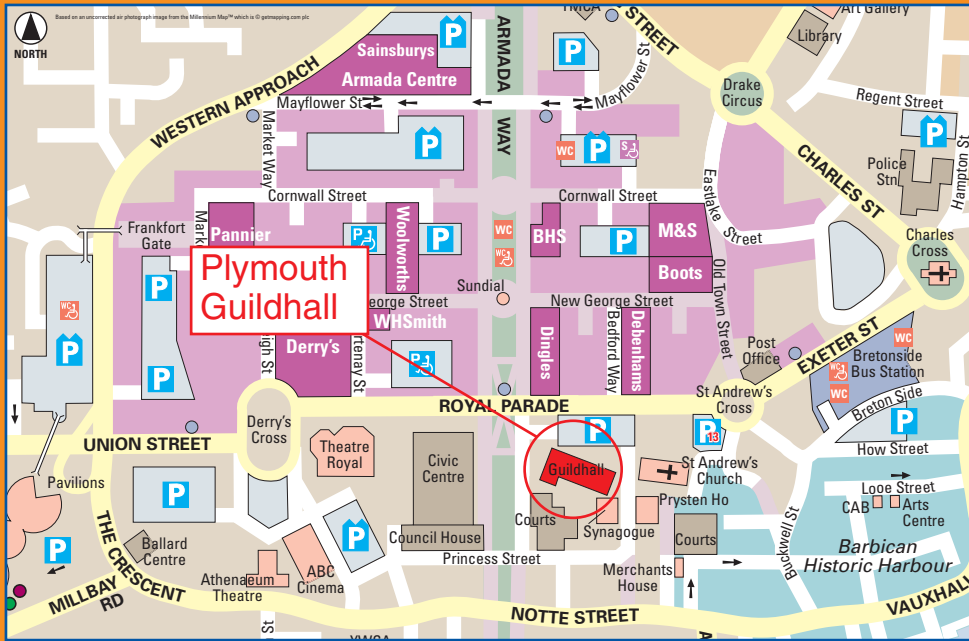 Based on an uncorrected air photograph image from the Millennium Map™ which is © getmapping.com plc
NORTH
YMCA
STREET
Art Gallery
Library
Sainsburys
Armada Centre
P
P
ARMADA
WAY
WESTERN APPROACH
Mayflower St
Mayflower St
Drake
Circus
Regent Street
Market Way
P
WC
P
S
P
Police
Stn
Hampton St
CHARLES ST
Cornwall Street
Cornwall Street
Eastlake Street
Frankfort
Gate
Pannier
P
Woolworths
P
WC
WC
BHS
P
M&S
Boots
Charles
Cross
Plymouth
Guildhall
WC
P
P
P
Sundial
George Street
New George Street
WHSmith
Derry's
P
Dingles
Bedford Way
Debenhams
Old Town Street
Post
Office
EXETER ST
WC
Bretonside
Bus Station
WC
WC
Breton Side
St Andrew's
Cross
ROYAL PARADE
UNION STREET
Derry's
Cross
Theatre
Royal
Civic
Centre
P
P
13
P
How Street
Guildhall
St Andrew's
Church
Looe Street
CAB
Arts
Centre
Pavilions
P
P
P
Prysten Ho
Courts
Synagogue
Courts
Buckwell St
Council House
Princess Street
Barbican
Historic Harbour
Ballard
Centre
THE CRESCENT
Athenaeum
Theatre
ABC
Cinema
Merchants
House
MILLBAY
RD
NOTTE STREET
VAUXHALL
YWCA